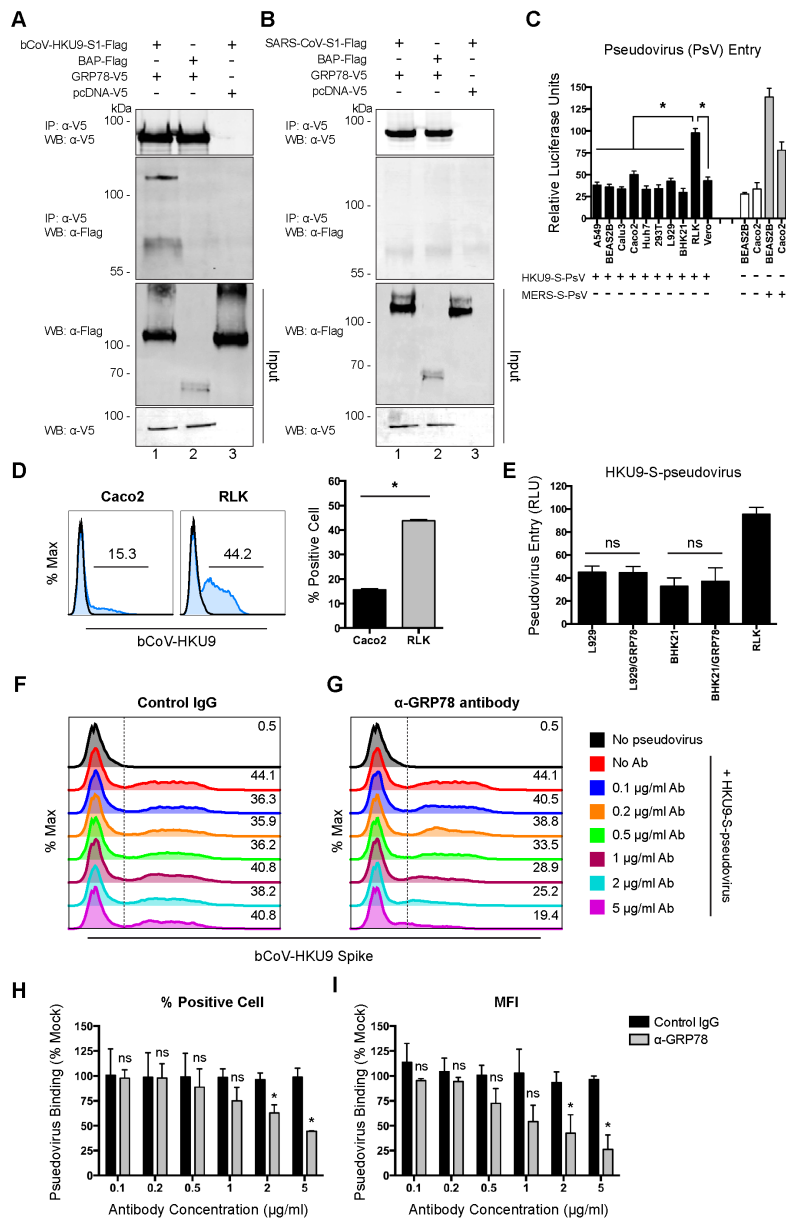 A
bCoV-HKU9-S1-Flag + - +
BAP-Flag - + -
GRP78-V5 + + -
pcDNA-V5 - - +
kDa
100 -
IP: α-V5
WB: α-V5
100 -
IP: α-V5
WB: α-Flag
55 -
WB: α-Flag
100 -
70 -
Input
100 -
WB: α-V5
1 2 3
B
SARS-CoV-S1-Flag + - +
BAP-Flag - + -
GRP78-V5 + + -
pcDNA-V5 - - +
kDa
100 -
IP: α-V5
WB: α-V5
100 -
IP: α-V5
WB: α-Flag
55 -
WB: α-Flag
100 -
70 -
Input
100 -
WB: α-V5
1 2 3
C
Pseudovirus (PsV) Entry
Relative Luciferase Units
150
125
100
75
50
25
0
* *
A549
BEAS2B
Calu3
Caco2
Huh7
293T
L929
BHK21
RLK
Vero
BEAS2B
Caco2
BEAS2B
Caco2
HKU9-S-PsV + + + + + + + + + + - - - -
MERS-S-PsV - - - - - - - - - - - - + +
D
Caco2
RLK
% Max
15.3
44.2
bCoV-HKU9
% Positive Cell
60
50
40
30
20
10
0
*
Caco2 RLK
E
HKU9-S-pseudovirus
Pseudovirus Entry (RLU)
120
100
80
60
40
20
0
ns ns
L929
L929/GRP78
BHK21
BHK21/GRP78
RLK
F
Control IgG
% Max
0.5
44.1
36.3
35.9
36.2
40.8
38.2
40.8
G
α-GRP78 antibody
% Max
0.5
44.1
40.5
38.8
33.5
28.9
25.2
19.4
bCoV-HKU9 Spike
No pseudovirus
No Ab
0.1 µg/ml Ab
0.2 µg/ml Ab
0.5 µg/ml Ab
1 µg/ml Ab
2 µg/ml Ab
5 µg/ml Ab
+ HKU9-S-pseudovirus
H
% Positive Cell
Psuedovirus Binding (% Mock)
150
125
100
75
50
25
0
ns ns ns ns * *
0.1 0.2 0.5 1 2 5
Antibody Concentration (µg/ml)
I
MFI
Psuedovirus Binding (% Mock)
150
125
100
75
50
25
0
ns ns ns ns * *
0.1 0.2 0.5 1 2 5
Antibody Concentration (µg/ml)
Control IgG
α-GRP78